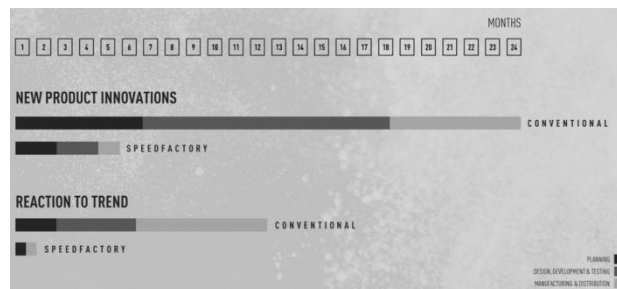 MONTHS
1 2 3 4 5 6 7 8 9 10 11 12 13 14 15 16 17 18 19 20 21 22 23 24
NEW PRODUCT INNOVATIONS
CONVENTIONAL
SPEEDFACTORY
REACTION TO TREND
CONVENTIONAL
SPEEDFACTORY
PLANNING
DESIGN, DEVELOPMENT & TESTING
MANUFACTURING & DISTRIBUTION